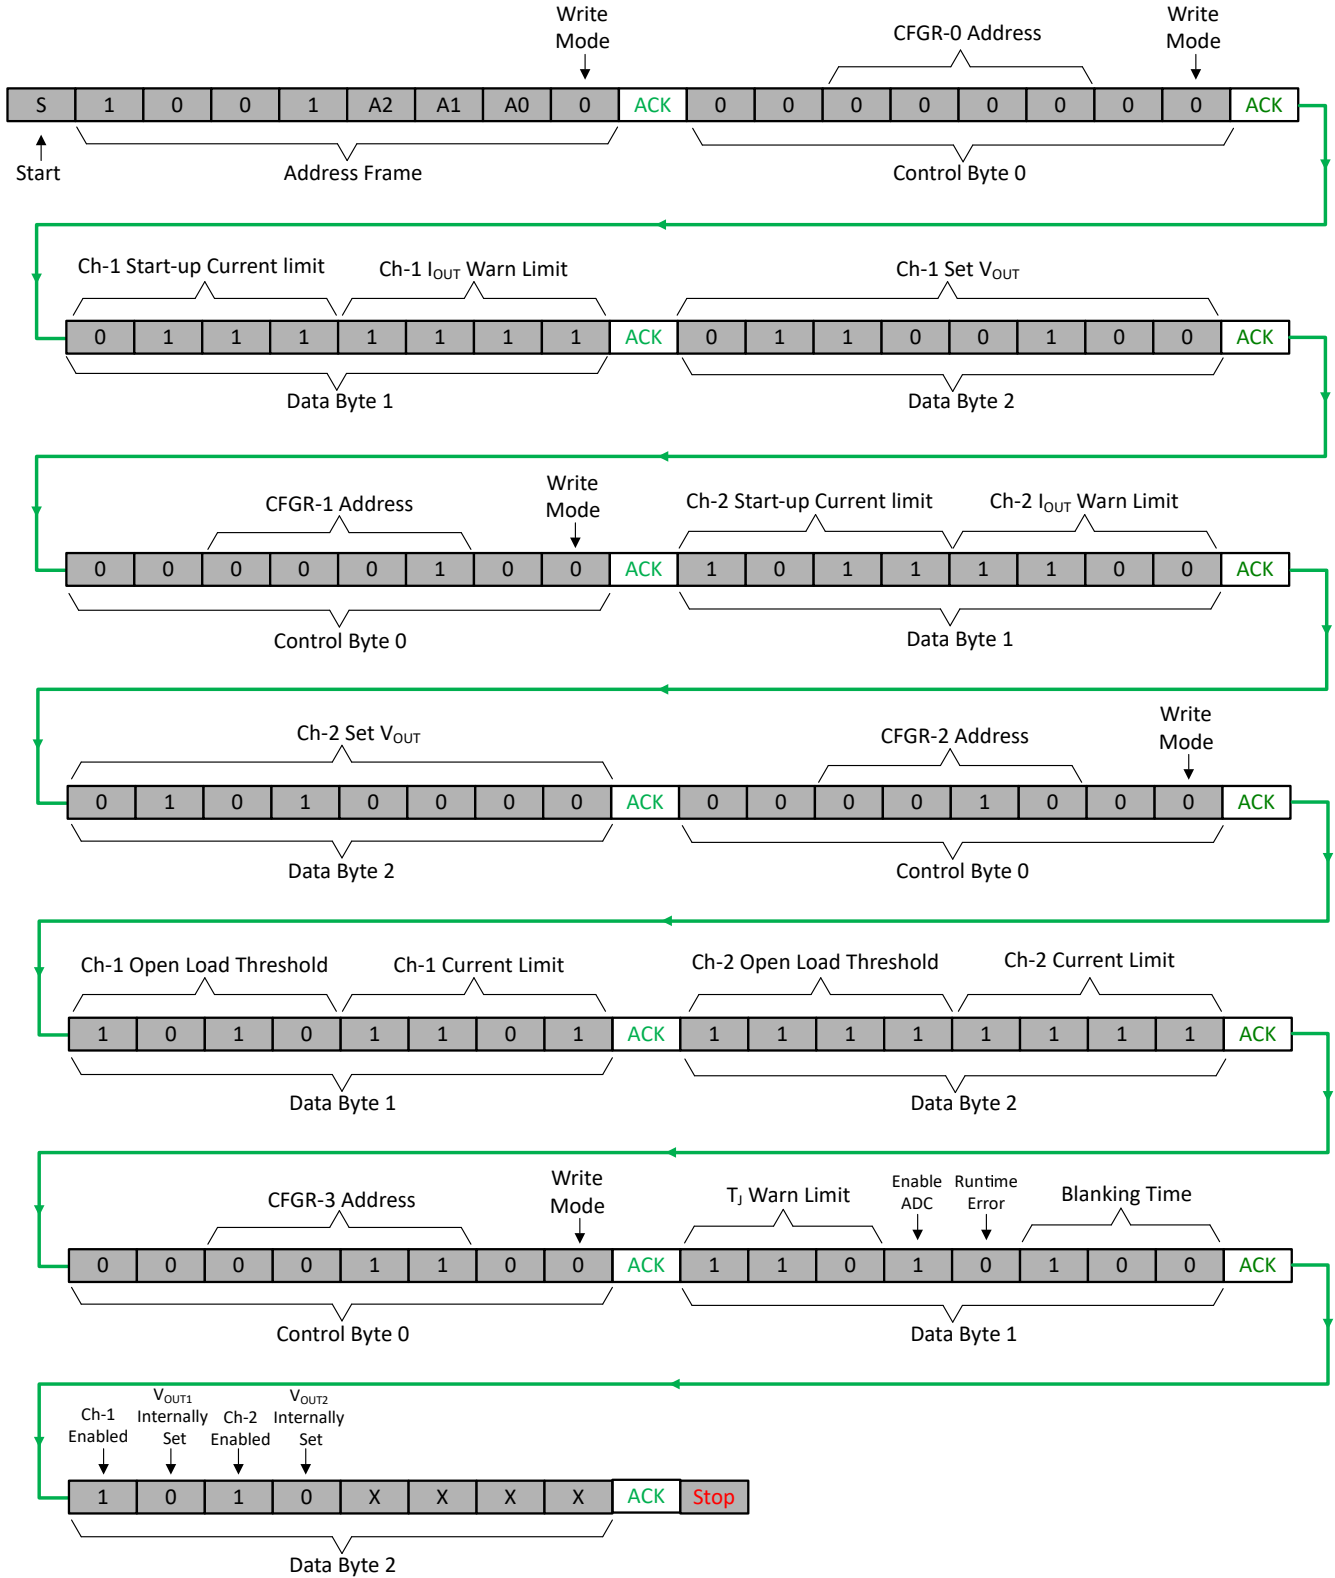 Write
Mode
CFGR-0 Address
Write
Mode
S 1 0 0 1 A2 A1 A0 0 ACK 0 0 0 0 0 0 0 0 ACK
Start
Address Frame
Control Byte 0
Ch-1 Start-up Current limit
Ch-1 IOUT Warn Limit
Ch-1 Set VOUT
0 1 1 1 1 1 1 1 ACK 0 1 1 0 0 1 0 0 ACK
Data Byte 1
Data Byte 2
CFGR-1 Address
Write
Mode
Ch-2 Start-up Current limit
Ch-2 IOUT Warn Limit
0 0 0 0 0 1 0 0 ACK 1 0 1 1 1 1 0 0 ACK
Control Byte 0
Data Byte 1
Ch-2 Set VOUT
CFGR-2 Address
Write
Mode
0 1 0 1 0 0 0 0 ACK 0 0 0 0 1 0 0 0 ACK
Data Byte 2
Control Byte 0
Ch-1 Open Load Threshold
Ch-1 Current Limit
Ch-2 Open Load Threshold
Ch-2 Current Limit
1 0 1 0 1 1 0 1 ACK 1 1 1 1 1 1 1 1 ACK
Data Byte 1
Data Byte 2
CFGR-3 Address
Write
Mode
TJ Warn Limit
Enable
ADC
Runtime
Error
Blanking Time
0 0 0 0 1 1 0 0 ACK 1 1 0 1 0 1 0 0 ACK
Control Byte 0
Data Byte 1
Ch-1
Enabled
VOUT1
Internally
Set
Ch-2
Enabled
VOUT2
Internally
Set
1 0 1 0 X X X X ACK Stop
Data Byte 2